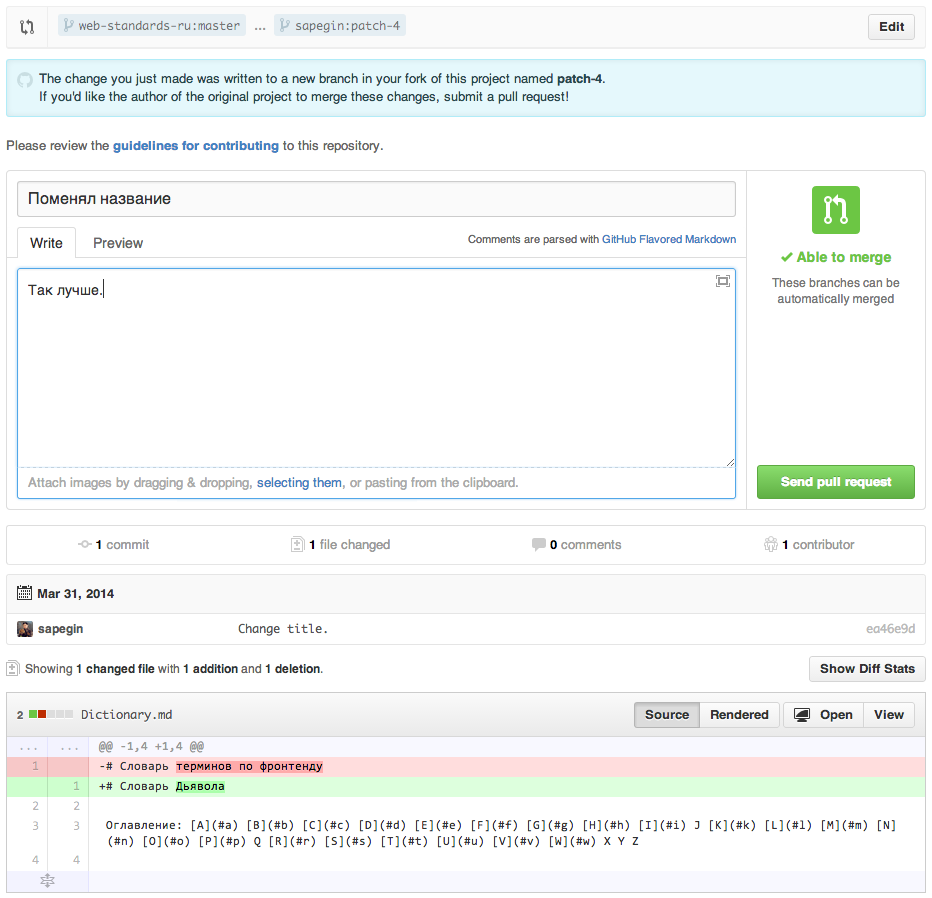 web-standards-ru:master ... sapegin:patch-4 Edit
The change you just made was written to a new branch in your fork of this project named patch-4.
If you'd like the author of the original project to merge these changes, submit a pull request!
Please review the guidelines for contributing to this repository.
Поменял название
Write Preview Comments are parsed with GitHub Flavored Markdown
Так лучше.
Attach images by dragging & dropping, selecting them, or pasting from the clipboard.
Able to merge
These branches can be
automatically merged
Send pull request
1 commit 1 file changed 0 comments 1 contributor
Mar 31, 2014
sapegin Change title. ea46e9d
Showing 1 changed file with 1 addition and 1 deletion. Show Diff Stats
2 Dictionary.md Source Rendered Open View
... ... @@ -1,4 +1,4 @@
1 -# Словарь терминов по фронтенду
1 +# Словарь Дьявола
2 2
3 3 Оглавление: [A](#a) [B](#b) [C](#c) [D](#d) [E](#e) [F](#f) [G](#g) [H](#h) [I](#i) J [K](#k) [L](#l) [M](#m) [N]
(#n) [O](#o) [P](#p) Q [R](#r) [S](#s) [T](#t) [U](#u) [V](#v) [W](#w) X Y Z
4 4